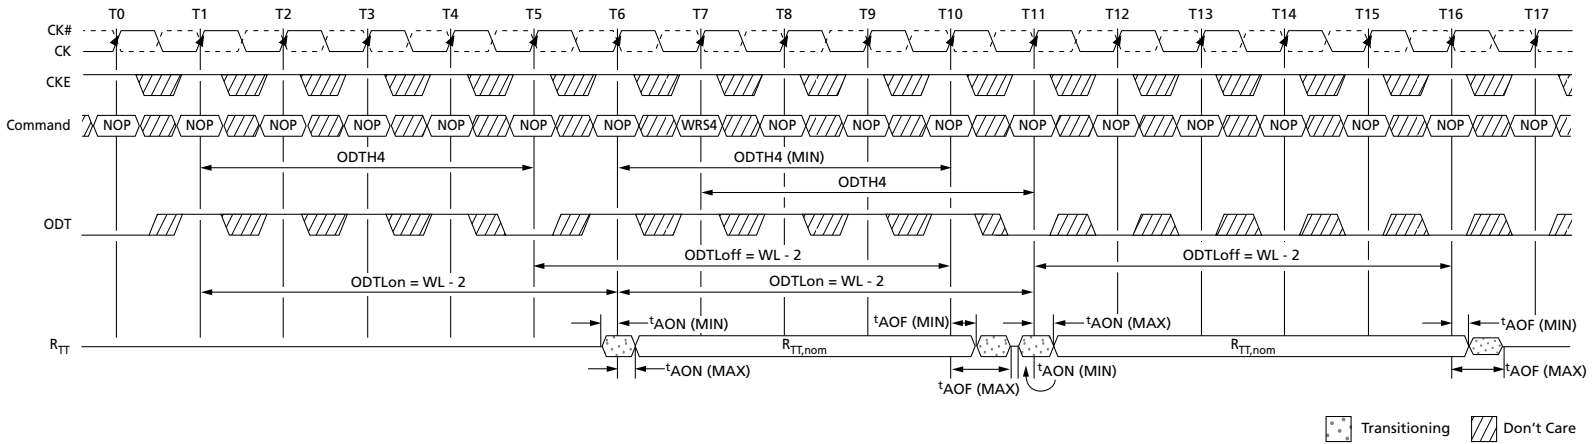 T0 T1 T2 T3 T4 T5 T6 T7 T8 T9 T10 T11 T12 T13 T14 T15 T16 T17
CK#
CK
CKE
Command NOP NOP NOP NOP NOP NOP NOP WRS4 NOP NOP NOP NOP NOP NOP NOP NOP NOP NOP
ODTH4 ODTH4 (MIN)
ODTH4
ODT
ODTLoff = WL - 2 ODTLoff = WL - 2
ODTLon = WL - 2 ODTLon = WL - 2
tAON (MIN) tAOF (MIN) tAON (MAX) tAOF (MIN)
RTT RTT,nom RTT,nom
tAON (MAX) tAON (MIN) tAOF (MAX)
tAOF (MAX)
Transitioning Don't Care